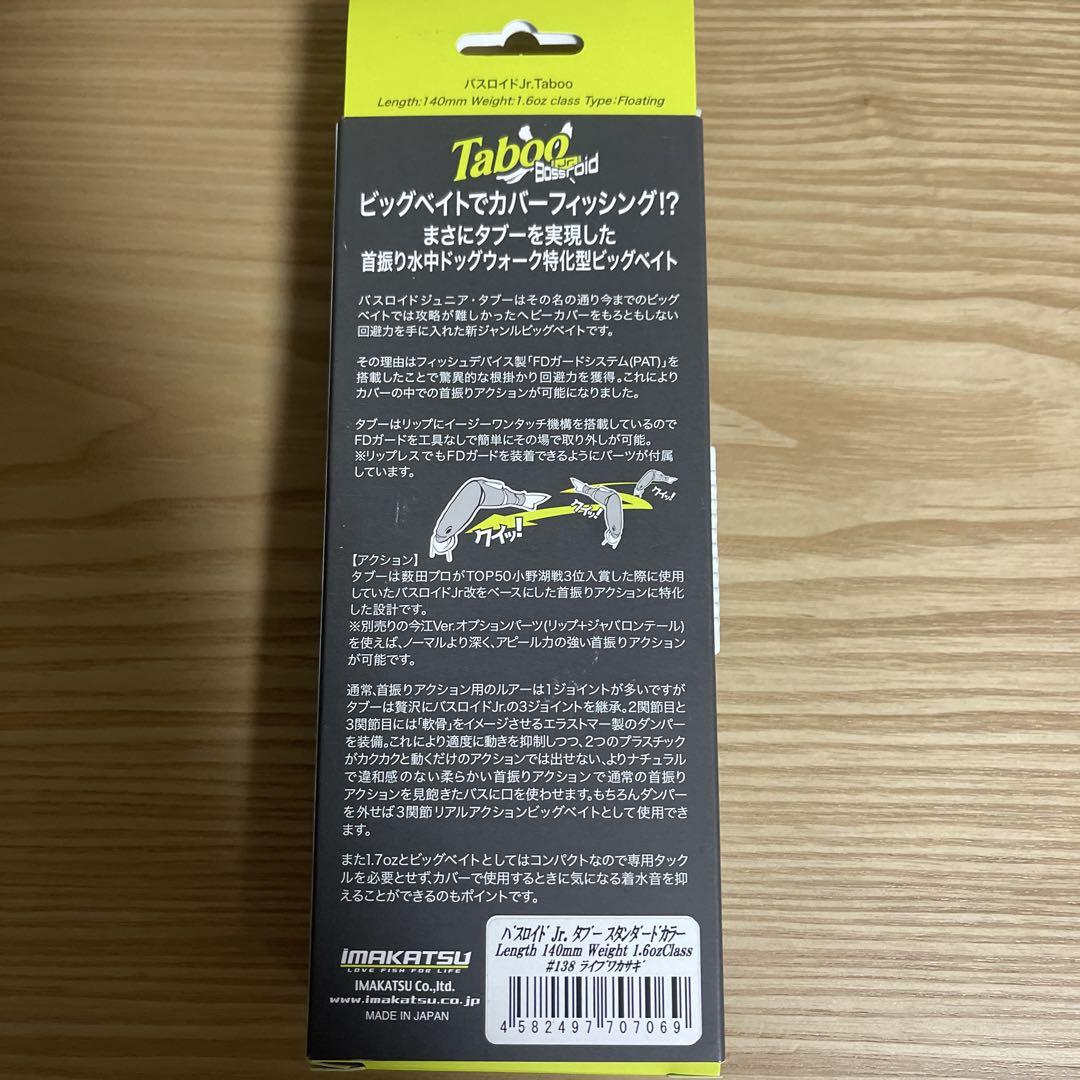 バスロイドJr.Taboo
Length:140mm Weight:1.6oz class Type:Floating
Taboo
Bassroid
ビッグベイトでカバーフィッシング!?
まさにタブーを実現した
首振り水中ドッグウォーク特化型ビッグベイト
バスロイドジュニア・タブーはその名の通り今までのビッグ
ベイトでは攻略が難しかったヘビーカバーをもろともしない
回避力を手に入れた新ジャンルビッグベイトです。
その理由はフィッシュデバイス製「FDガードシステム(PAT)」を
搭載したことで驚異的な根掛かり回避力を獲得。これにより
カバーの中での首振りアクションが可能になりました。
タブーはリップにイージーワンタッチ機構を搭載しているので
FDガードを工具なしで簡単にその場で取り外しが可能。
※リップレスでもFDガードを装着できるようにパーツが付属
しています。
クイッ!
クイッ!
クイッ!
【アクション】
タブーは薮田プロがTOP50小野湖戦3位入賞した際に使用
していたバスロイドJr改をベースにした首振りアクションに特化
した設計です。
※別売りの今江Ver.オプションパーツ(リップ+ジャバロンテール)
を使えば、ノーマルより深く、アピール力の強い首振りアクション
が可能です。
通常、首振りアクション用のルアーは1ジョイントが多いですが
タブーは贅沢にバスロイドJr.の3ジョイントを継承。2関節目と
3関節目には「軟骨」をイメージさせるエラストマー製のダンパー
を装備。これにより適度に動きを抑制しつつ、2つのプラスチック
がカクカクと動くだけのアクションでは出せない、よりナチュラル
で違和感のない柔らかい首振りアクションで通常の首振り
アクションを見飽きたバスに口を使わせます。もちろんダンパー
を外せば3関節リアルアクションビッグベイトとして使用でき
ます。
また1.7ozとビッグベイトとしてはコンパクトなので専用タック
ルを必要とせず、カバーで使用するときに気になる着水音を抑
えることができるのもポイントです。
IMAKATSU
LOVE FISH FOR LIFE
IMAKATSU Co.,ltd.
www.imakatsu.co.jp
MADE IN JAPAN
バスロイド Jr. タブー スタンダードカラー
Length 140mm Weight 1.6ozClass
#138 ライブワカサギ
4 582497 707069